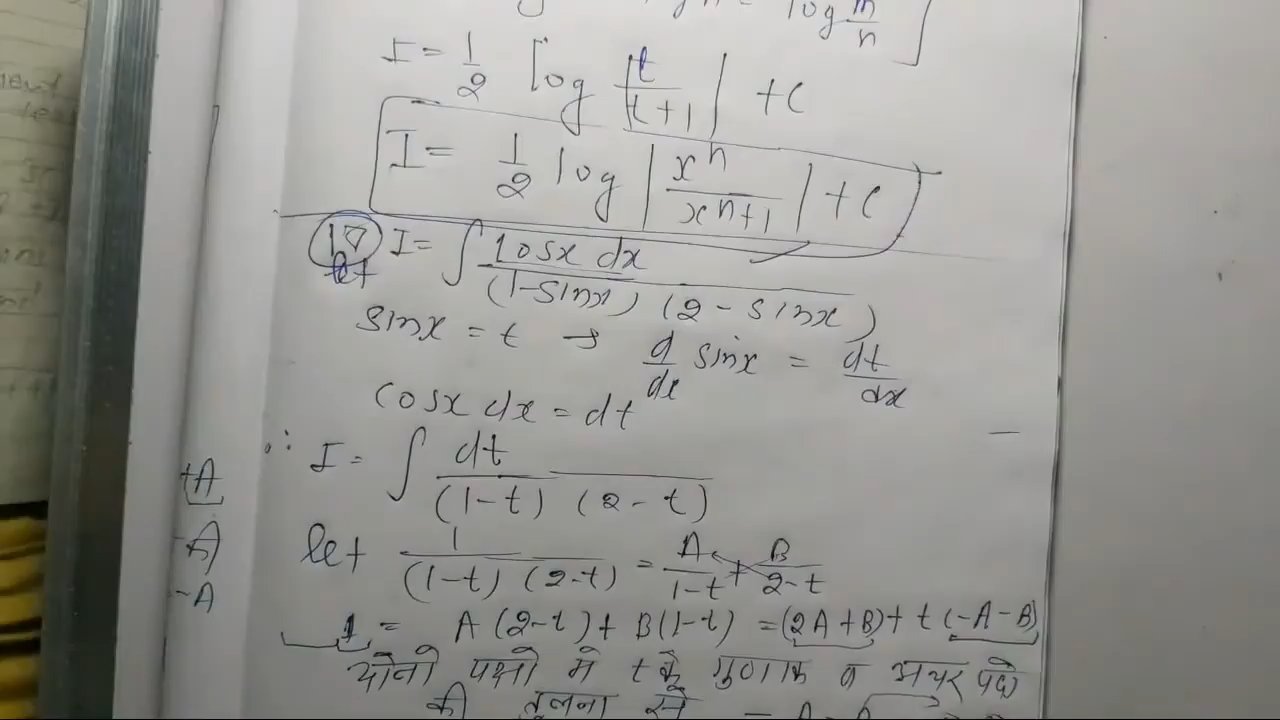 log m/n ]
I = 1/2 log |t/(t+1)| + c
I = 1/2 log |x^n/(x^n+1)| + c
17 I = ∫ cosx dx/((1-sinx) (2-sinx))
let
sinx = t → d/dx sinx = dt/dx
cosx dx = dt
∴ I = ∫ dt/((1-t) (2-t))
+A
let 1/((1-t) (2-t)) = A/(1-t) + B/(2-t)
-A
1 = A(2-t) + B(1-t) = (2A+B) + t(-A-B)
दोनो पक्षो मे t के गुणाक व अचर पदो
की तुलना से